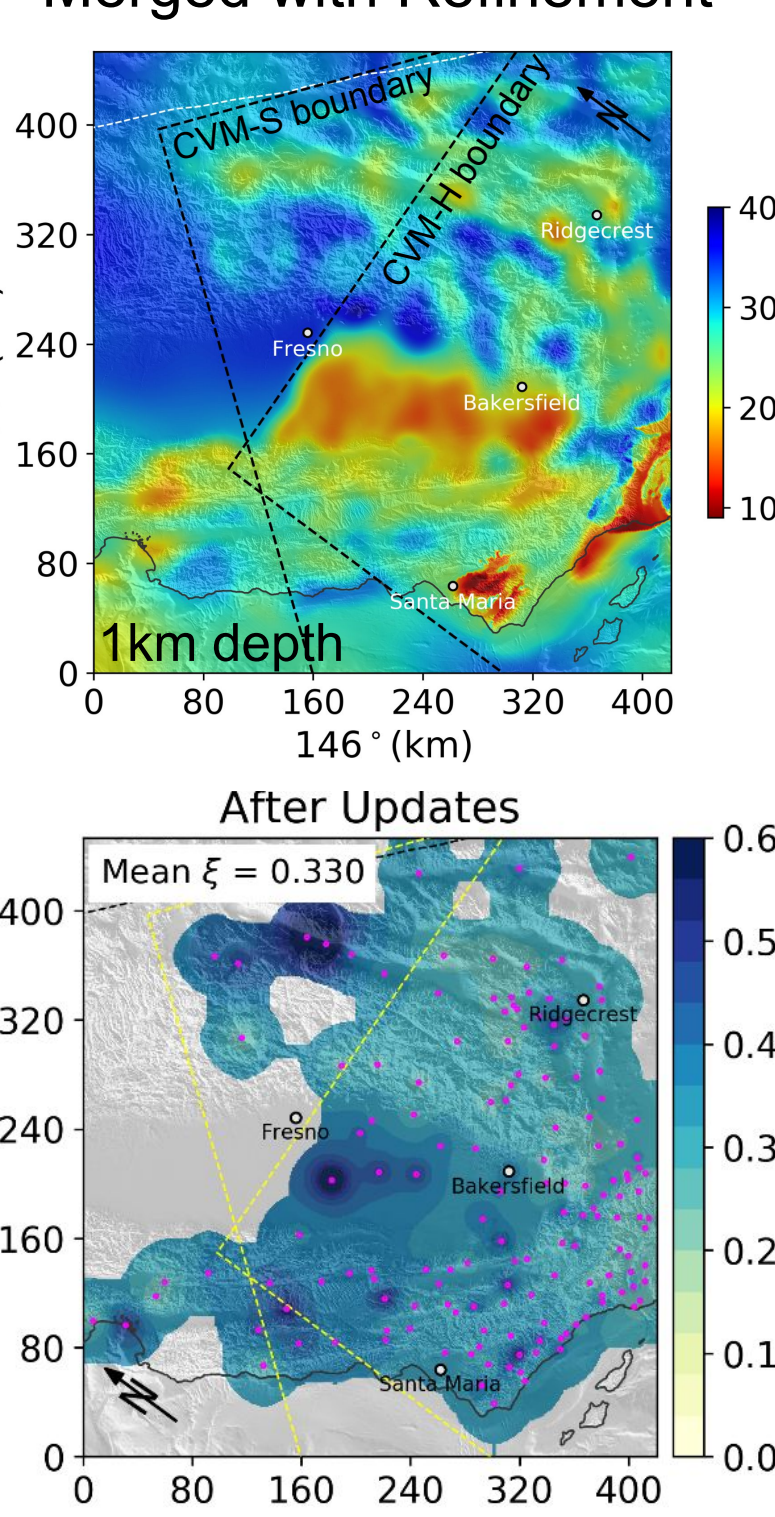 Merged with Refinement
400
320
240
160
80
0
0
80
160
240
320
400
146°(km)
CVM-S boundary
CVM-H boundary
N
Ridgecrest
Fresno
Bakersfield
Santa Maria
1km depth
40
30
20
10
After Updates
Mean ξ = 0.330
400
320
240
160
80
0
0
80
160
240
320
400
Ridgecrest
Fresno
Bakersfield
Santa Maria
N
0.6
0.5
0.4
0.3
0.2
0.1
0.0